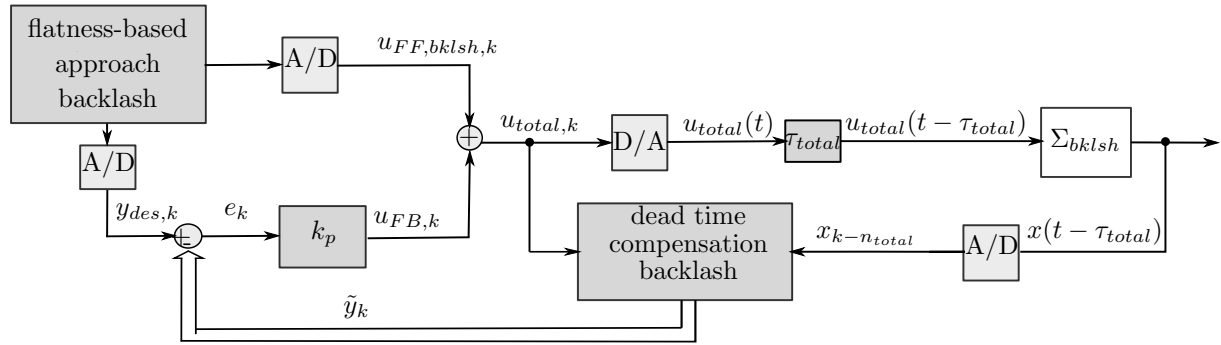 flatness-based
approach
backlash
A/D
u_{FF,bklsh,k}
A/D
y_{des,k}
e_k
k_p
u_{FB,k}
+
+
-
u_{total,k}
D/A
u_{total}(t)
τ_{total}
u_{total}(t − τ_{total})
Σ_{bklsh}
dead time
compensation
backlash
x_{k−n_{total}}
A/D
x(t − τ_{total})
ỹ_k